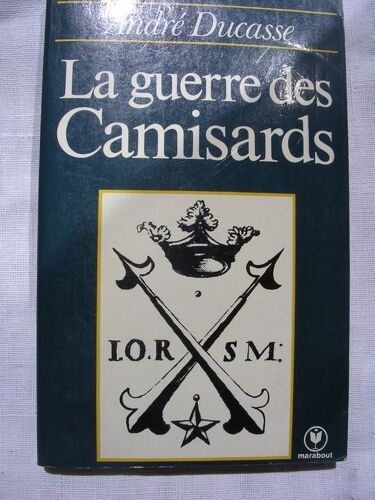 André Ducasse
La guerre des
Camisards
I.O.R S M:
marabout